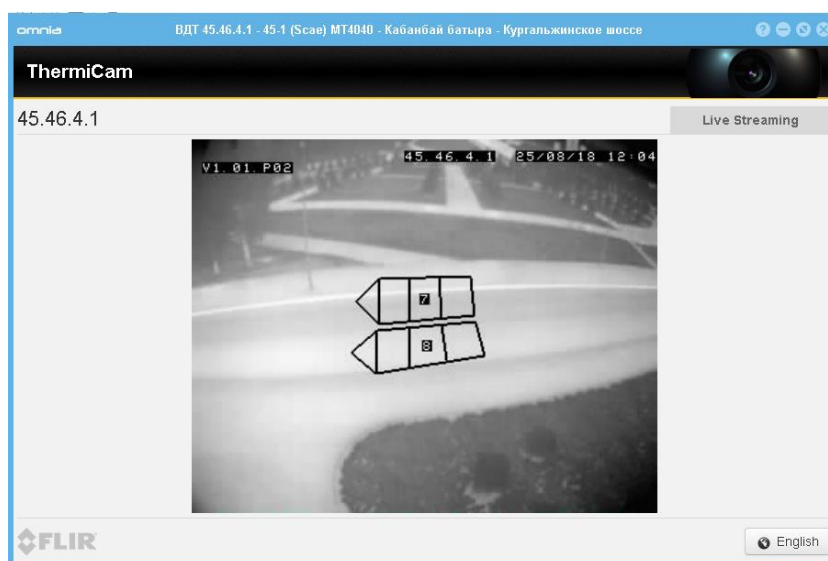 omnia
ВДТ 45.46.4.1 - 45-1 (Scae) MT4040 - Кабанбай батыра - Кургальжинское шоссе
ThermiCam
45.46.4.1
Live Streaming
V1.01.P02
45.46.4.1 25/08/18 12:04
7
8
FLIR
English